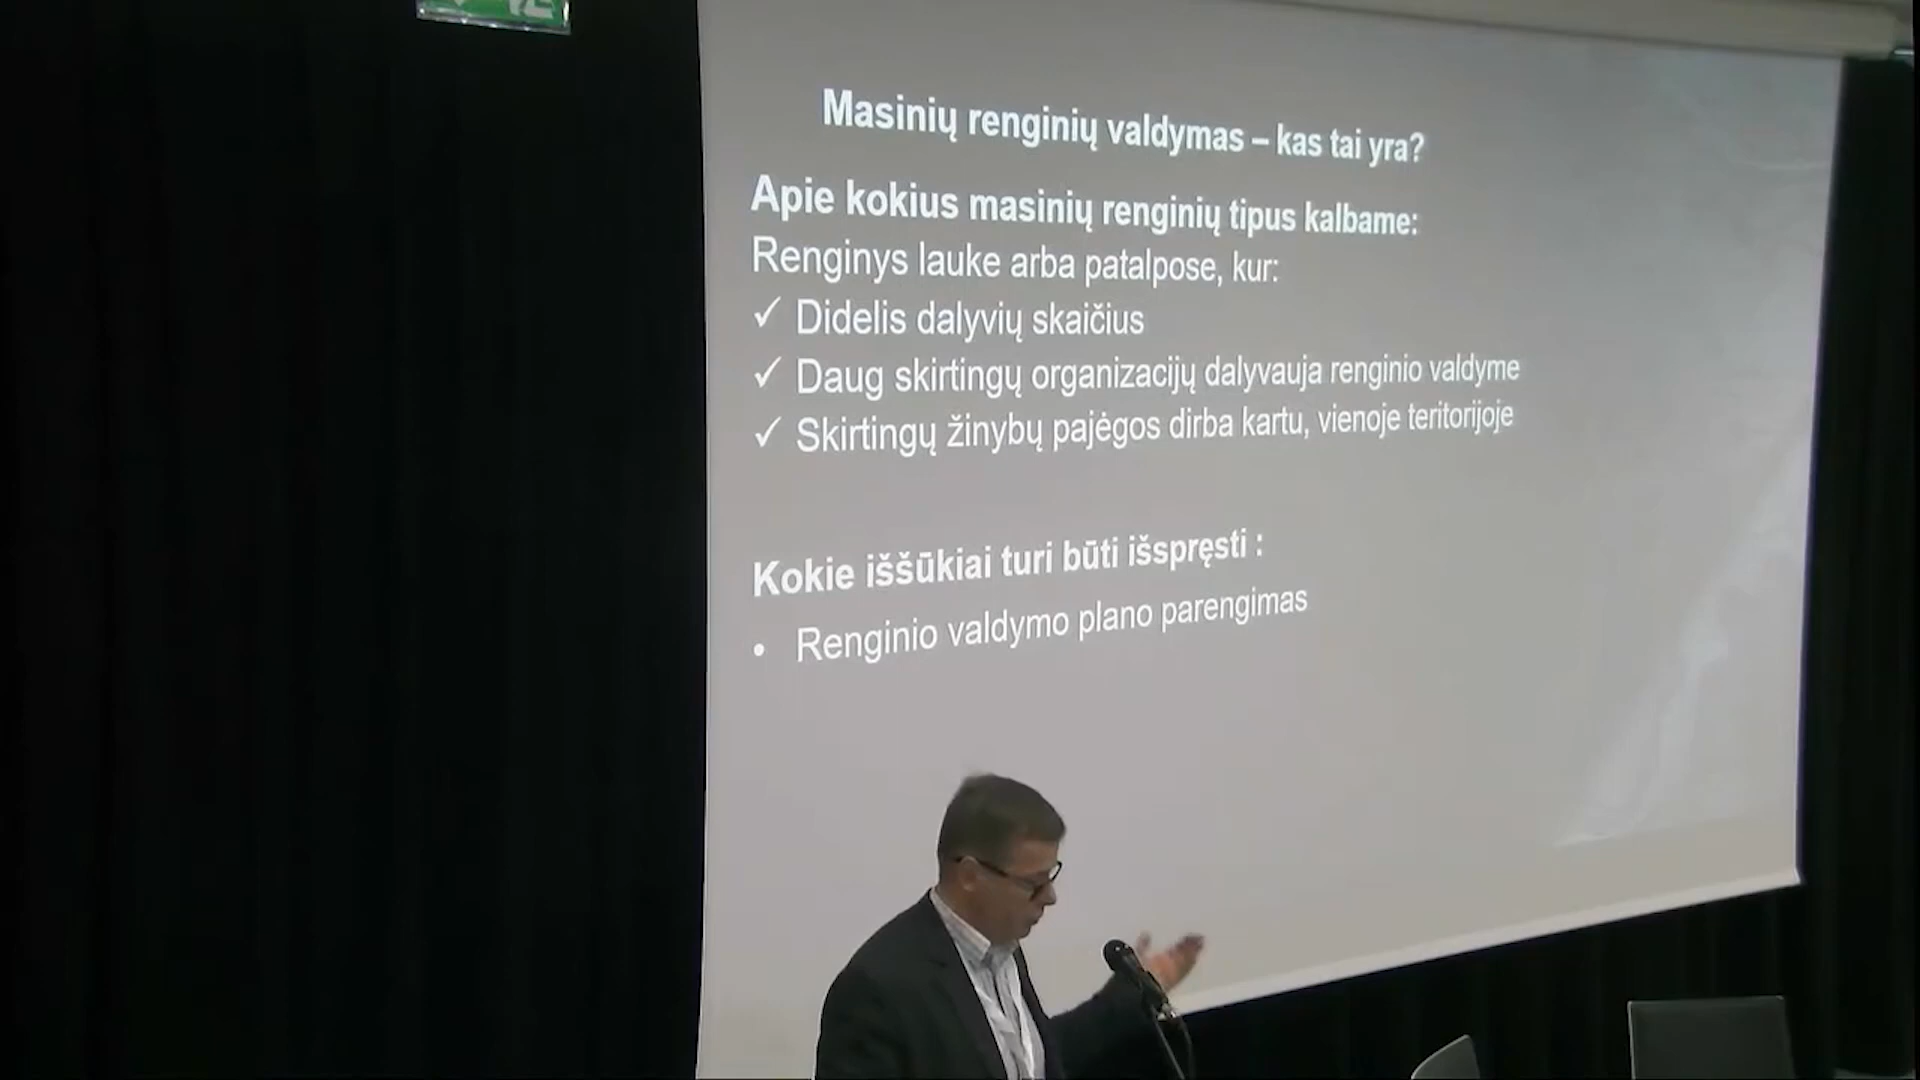 Masinių renginių valdymas – kas tai yra?
Apie kokius masinių renginių tipus kalbame:
Renginys lauke arba patalpose, kur:
✓ Didelis dalyvių skaičius
✓ Daug skirtingų organizacijų dalyvauja renginio valdyme
✓ Skirtingų žinybų pajėgos dirba kartu, vienoje teritorijoje
Kokie iššūkiai turi būti išspręsti :
• Renginio valdymo plano parengimas